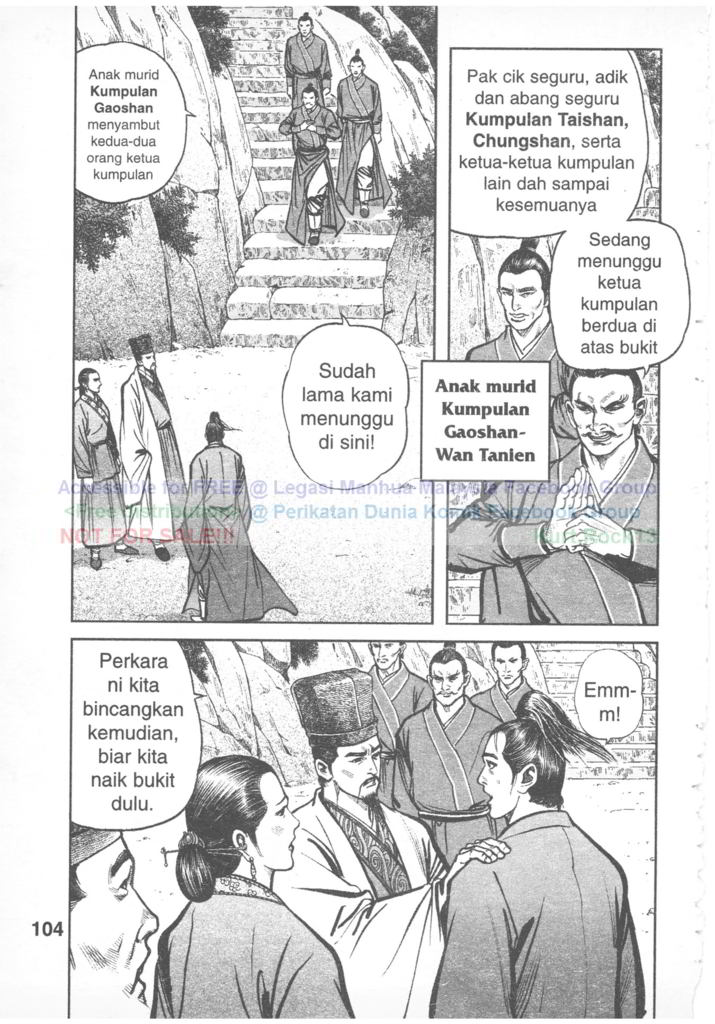 Anak murid
Kumpulan
Gaoshan
menyambut
kedua-dua
orang ketua
kumpulan
Sudah
lama kami
menunggu
di sini!
Pak cik seguru, adik
dan abang seguru
Kumpulan Taishan,
Chungshan, serta
ketua-ketua kumpulan
lain dah sampai
kesemuanya
Sedang
menunggu
ketua
kumpulan
berdua di
atas bukit
Anak murid
Kumpulan
Gaoshan-
Wan Tanien
Accessible for FREE @ Legasi Manhua Malaysia Facebook Group
<Free distribution> @ Perikatan Dunia Komik Facebook Group
NOT FOR SALE!!!
Perkara
ni kita
bincangkan
kemudian,
biar kita
naik bukit
dulu.
Emm-
m!
104